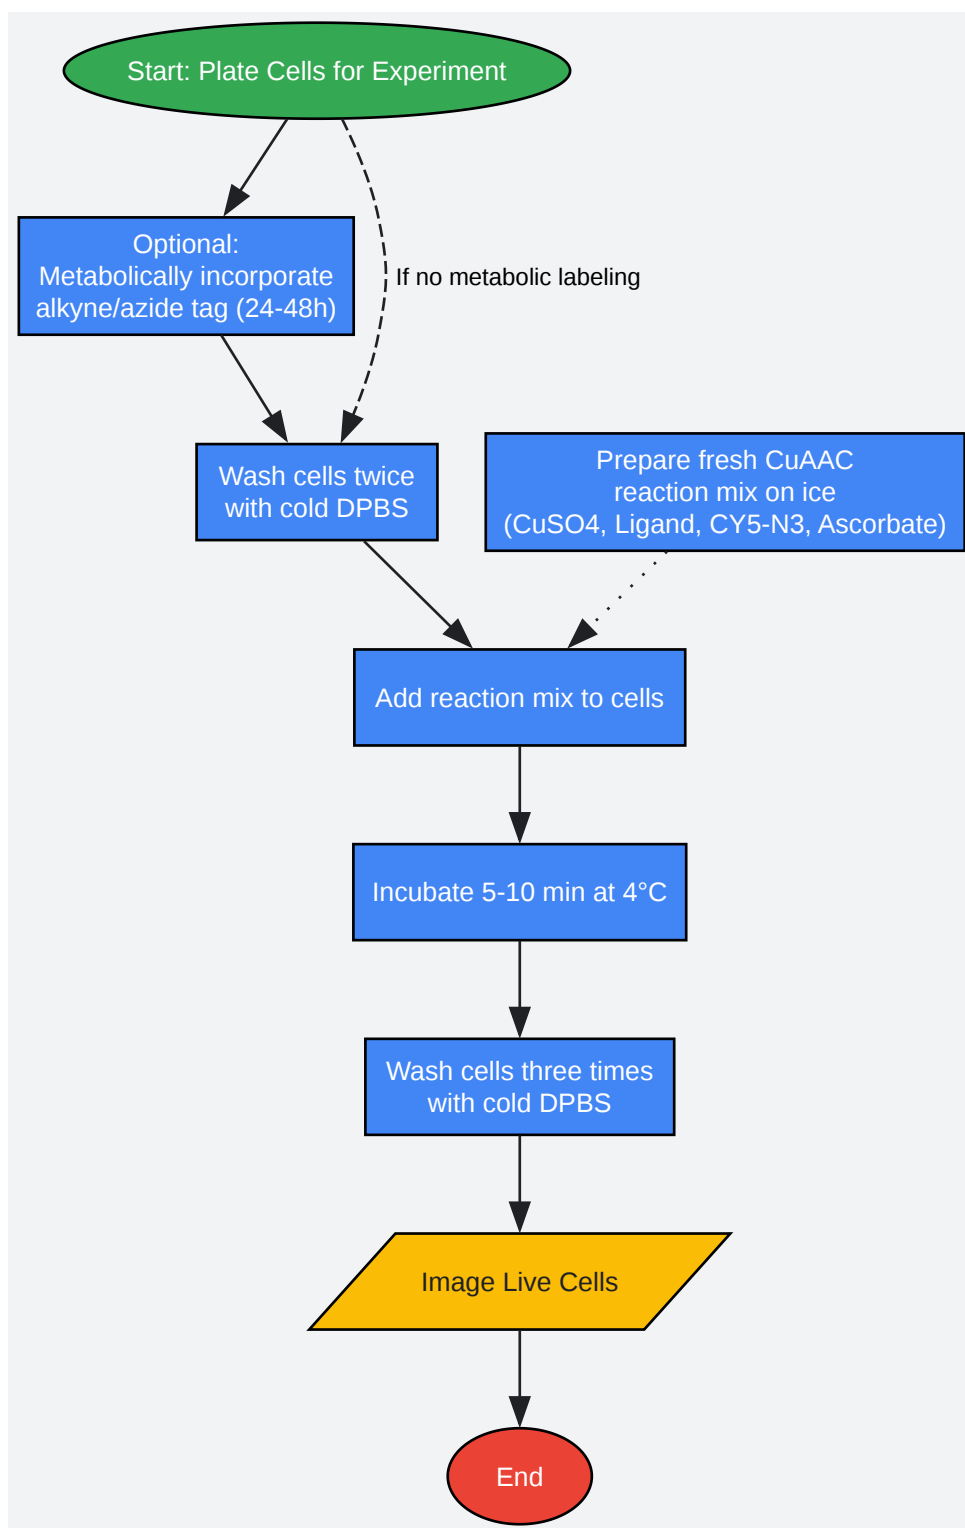 Start: Plate Cells for Experiment
Optional:
Metabolically incorporate
alkyne/azide tag (24-48h)
If no metabolic labeling
Wash cells twice
with cold DPBS
Prepare fresh CuAAC
reaction mix on ice
(CuSO4, Ligand, CY5-N3, Ascorbate)
Add reaction mix to cells
Incubate 5-10 min at 4°C
Wash cells three times
with cold DPBS
Image Live Cells
End